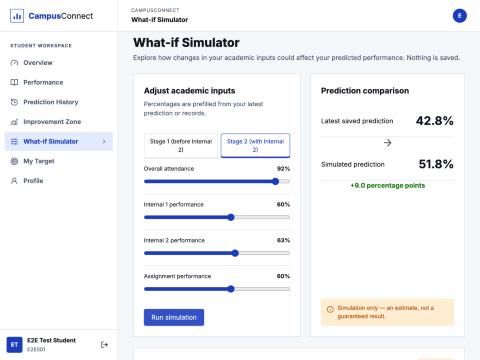 CampusConnect
CAMPUSCONNECT
What-if Simulator
E
STUDENT WORKSPACE
Overview
Performance
Prediction History
Improvement Zone
What-if Simulator
My Target
Profile
ET
E2E Test Student
E2E001
What-if Simulator
Explore how changes in your academic inputs could affect your predicted performance. Nothing is saved.
Adjust academic inputs
Percentages are prefilled from your latest
prediction or records.
Stage 1 (before Internal
2)
Stage 2 (with Internal
2)
Overall attendance 92%
Internal 1 performance 60%
Internal 2 performance 63%
Assignment performance 60%
Run simulation
Prediction comparison
Latest saved prediction 42.8%
Simulated prediction 51.8%
+9.0 percentage points
Simulation only — an estimate, not a
guaranteed result.